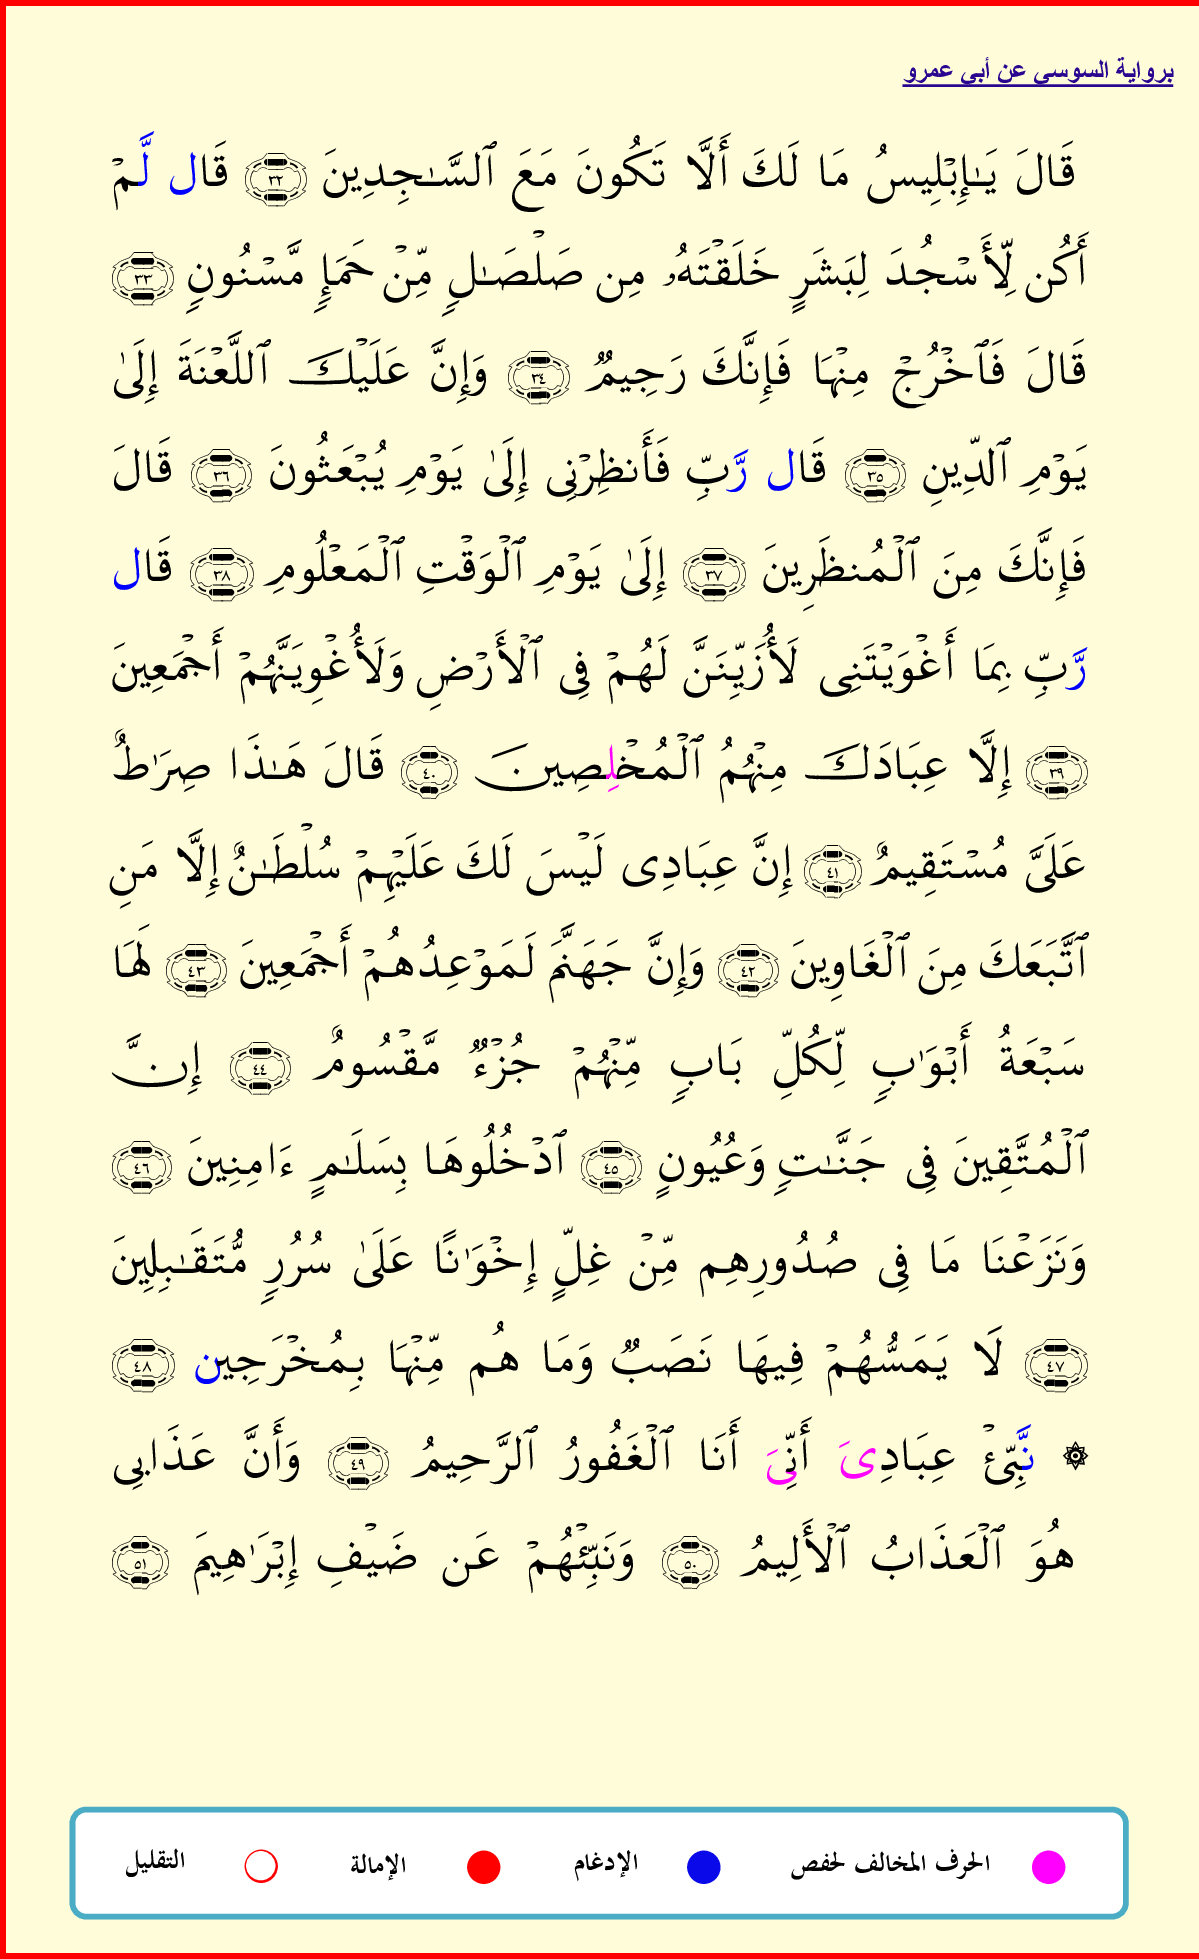 برواية السوسي عن أبي عمرو
قَالَ يَـٰٓإِبْلِيسُ مَا لَكَ أَلَّا تَكُونَ مَعَ ٱلسَّـٰجِدِينَ ٣٢ قَال لَّمْ
أَكُن لِّأَسْجُدَ لِبَشَرٍ خَلَقْتَهُۥ مِن صَلْصَـٰلٍ مِّنْ حَمَإٍ مَّسْنُونٍ ٣٣
قَالَ فَٱخْرُجْ مِنْهَا فَإِنَّكَ رَجِيمٌ ٣٤ وَإِنَّ عَلَيْكَ ٱللَّعْنَةَ إِلَىٰ
يَوْمِ ٱلدِّينِ ٣٥ قَال رَّبِّ فَأَنظِرْنِى إِلَىٰ يَوْمِ يُبْعَثُونَ ٣٦ قَالَ
فَإِنَّكَ مِنَ ٱلْمُنظَرِينَ ٣٧ إِلَىٰ يَوْمِ ٱلْوَقْتِ ٱلْمَعْلُومِ ٣٨ قَال
رَّبِّ بِمَا أَغْوَيْتَنِى لَأُزَيِّنَنَّ لَهُمْ فِى ٱلْأَرْضِ وَلَأُغْوِيَنَّهُمْ أَجْمَعِينَ
٣٩ إِلَّا عِبَادَكَ مِنْهُمُ ٱلْمُخْلِصِينَ ٤٠ قَالَ هَـٰذَا صِرَٰطٌ
عَلَىَّ مُسْتَقِيمٌ ٤١ إِنَّ عِبَادِى لَيْسَ لَكَ عَلَيْهِمْ سُلْطَـٰنٌ إِلَّا مَنِ
ٱتَّبَعَكَ مِنَ ٱلْغَاوِينَ ٤٢ وَإِنَّ جَهَنَّمَ لَمَوْعِدُهُمْ أَجْمَعِينَ ٤٣ لَهَا
سَبْعَةُ أَبْوَٰبٍ لِّكُلِّ بَابٍ مِّنْهُمْ جُزْءٌ مَّقْسُومٌ ٤٤ إِنَّ
ٱلْمُتَّقِينَ فِى جَنَّـٰتٍ وَعُيُونٍ ٤٥ ٱدْخُلُوهَا بِسَلَـٰمٍ ءَامِنِينَ ٤٦
وَنَزَعْنَا مَا فِى صُدُورِهِم مِّنْ غِلٍّ إِخْوَٰنًا عَلَىٰ سُرُرٍ مُّتَقَـٰبِلِينَ
٤٧ لَا يَمَسُّهُمْ فِيهَا نَصَبٌ وَمَا هُم مِّنْهَا بِمُخْرَجِين ٤٨
۞ نَّبِّئْ عِبَادِىَ أَنِّىَ أَنَا ٱلْغَفُورُ ٱلرَّحِيمُ ٤٩ وَأَنَّ عَذَابِى
هُوَ ٱلْعَذَابُ ٱلْأَلِيمُ ٥٠ وَنَبِّئْهُمْ عَن ضَيْفِ إِبْرَٰهِيمَ ٥١
الحرف المخالف لحفص الإدغام الإمالة التقليل